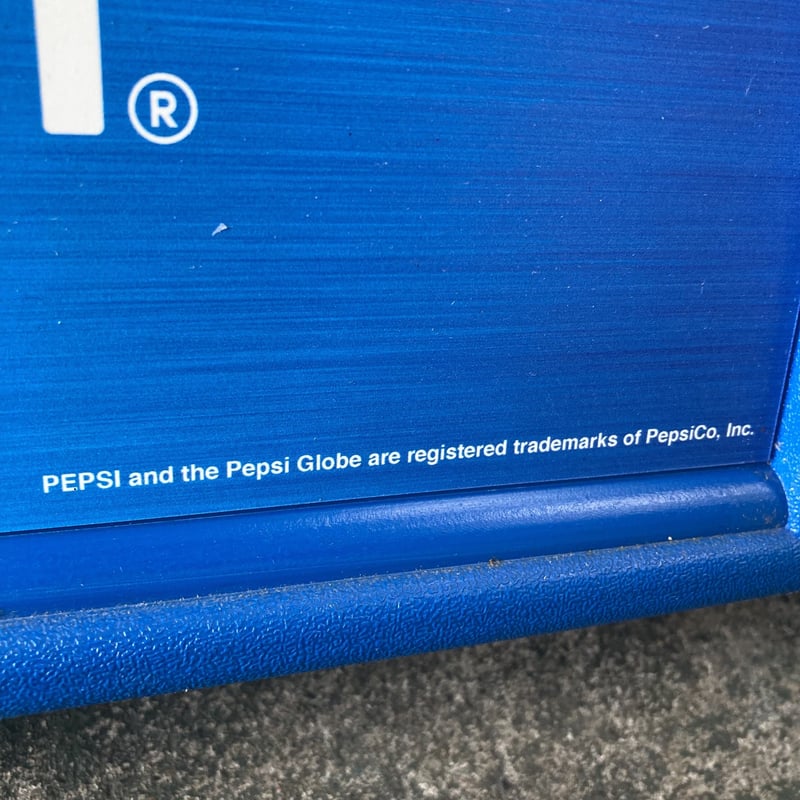 ®
PEPSI and the Pepsi Globe are registered trademarks of PepsiCo, Inc.